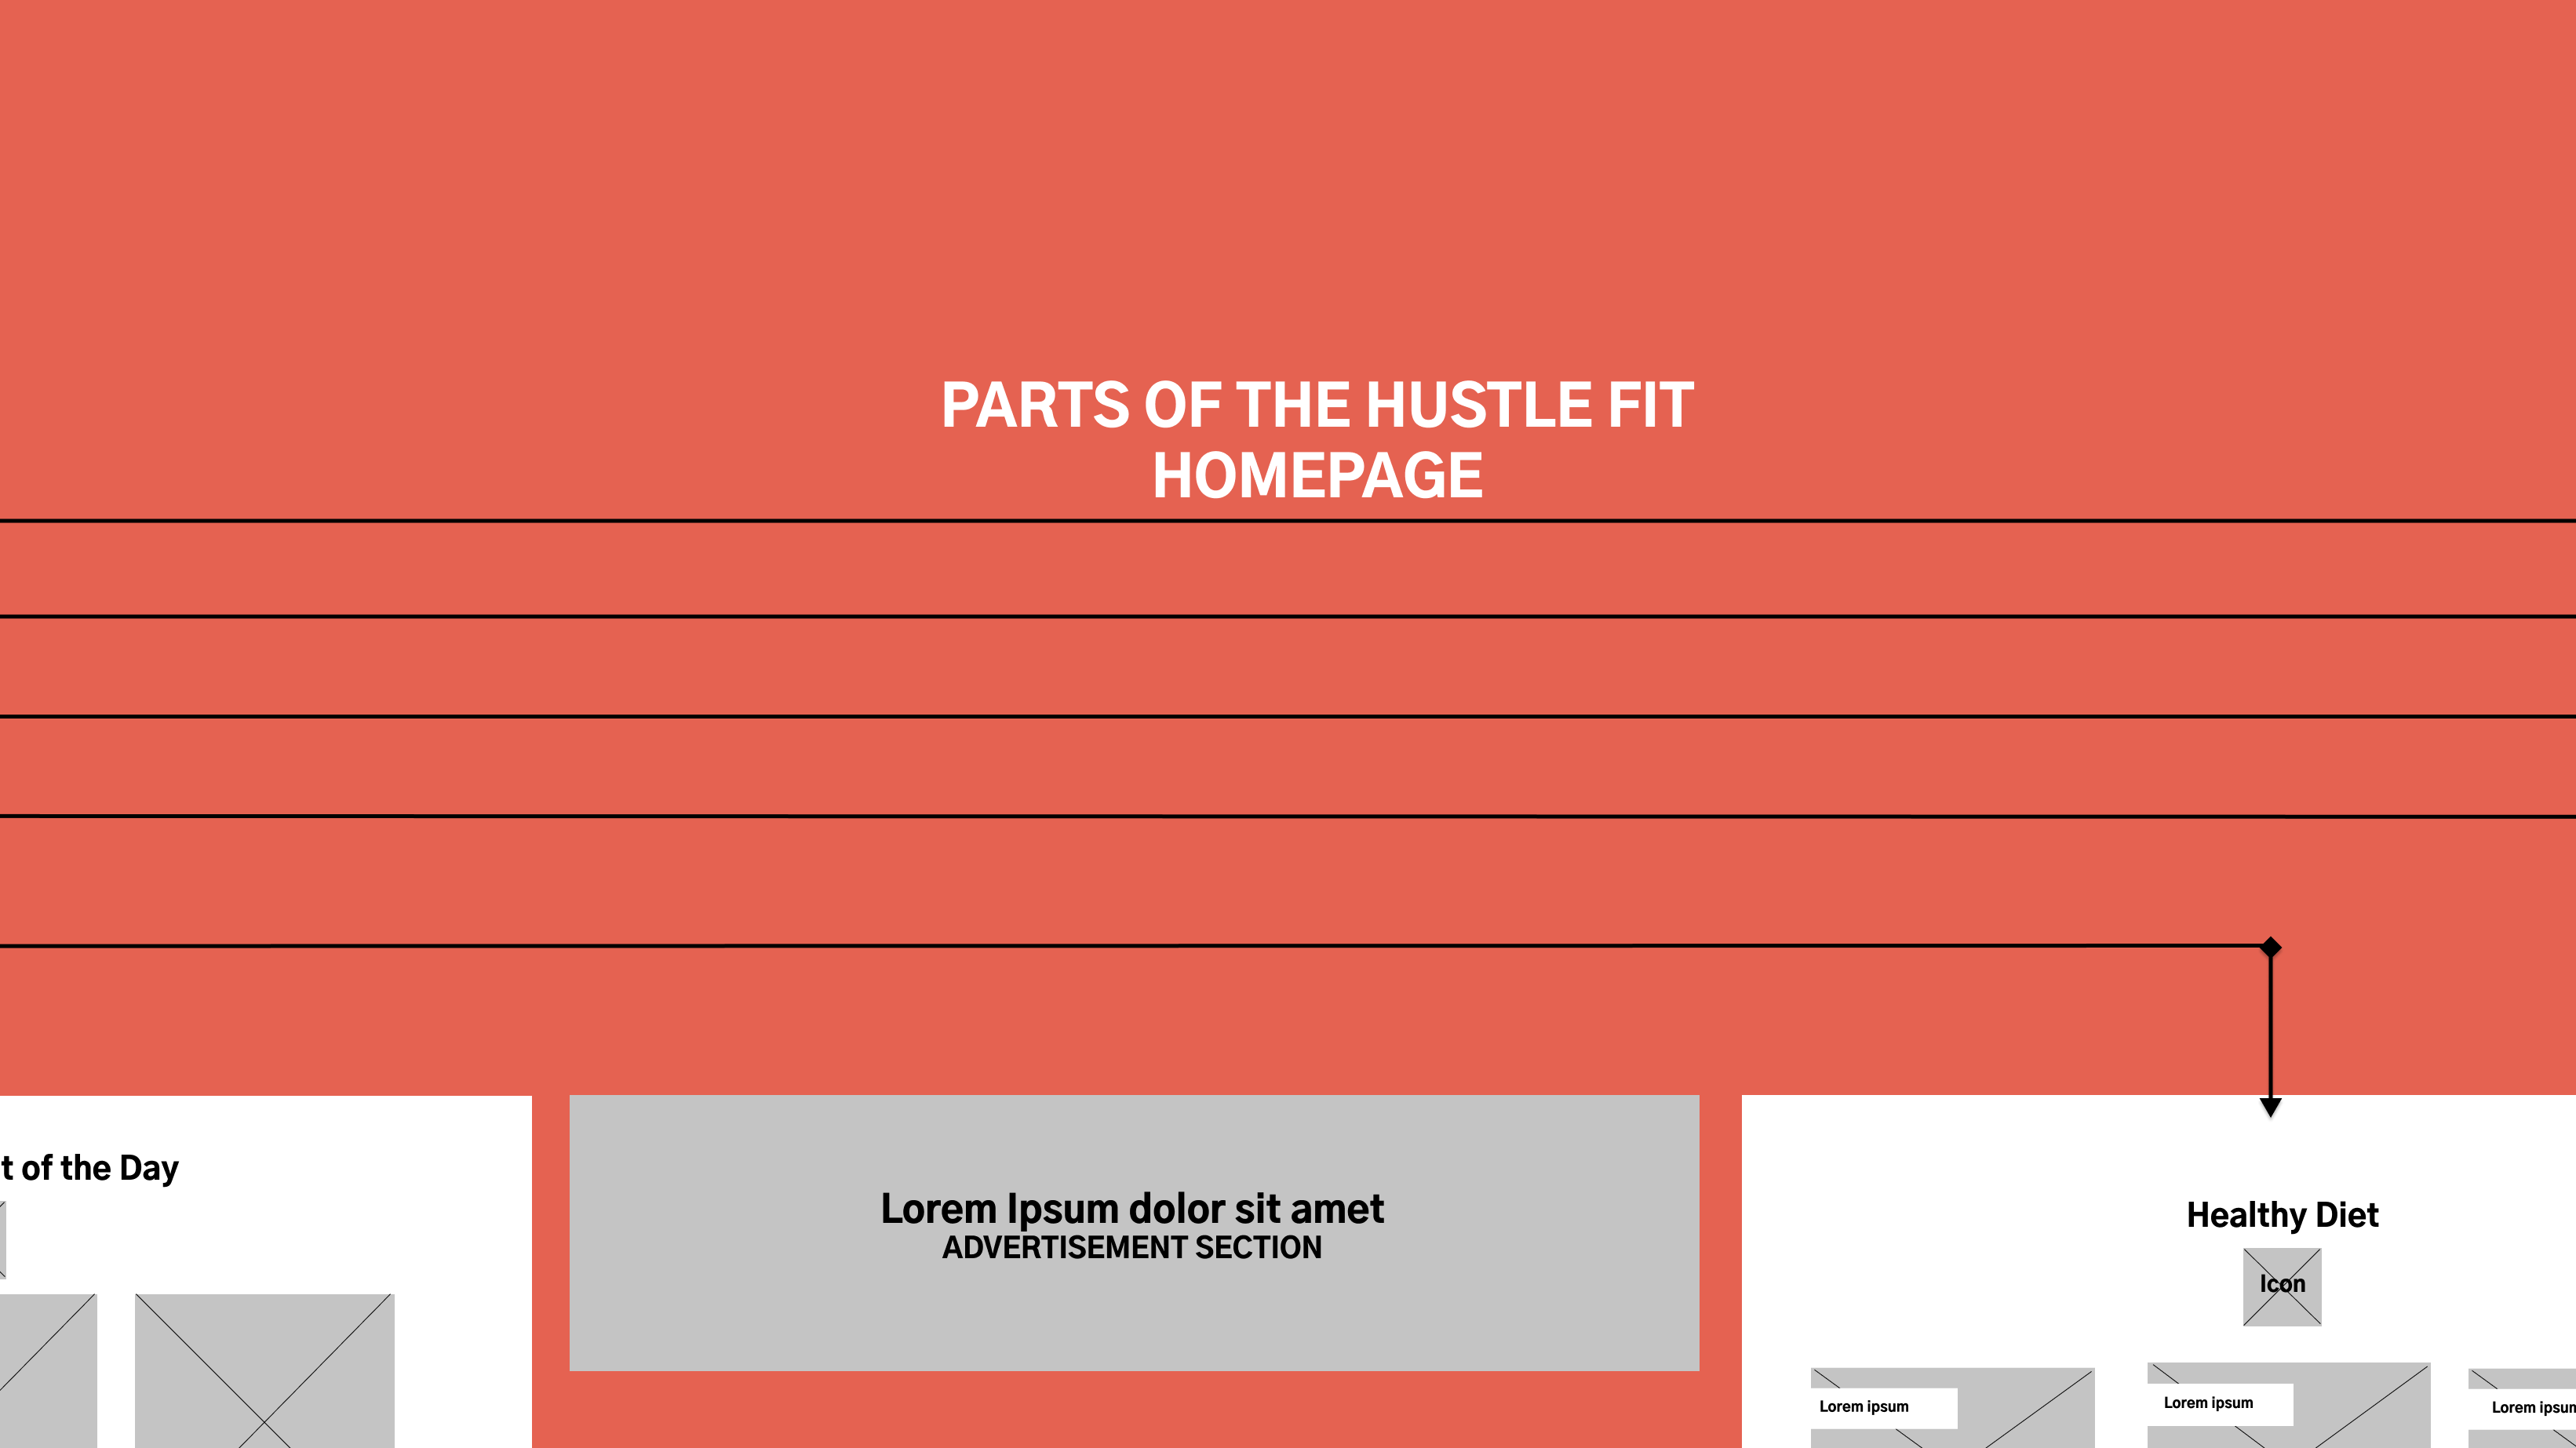 PARTS OF THE HUSTLE FIT
HOMEPAGE
t of the Day
Lorem Ipsum dolor sit amet
ADVERTISEMENT SECTION
Healthy Diet
Icon
Lorem ipsum
Lorem ipsum
Lorem ipsum